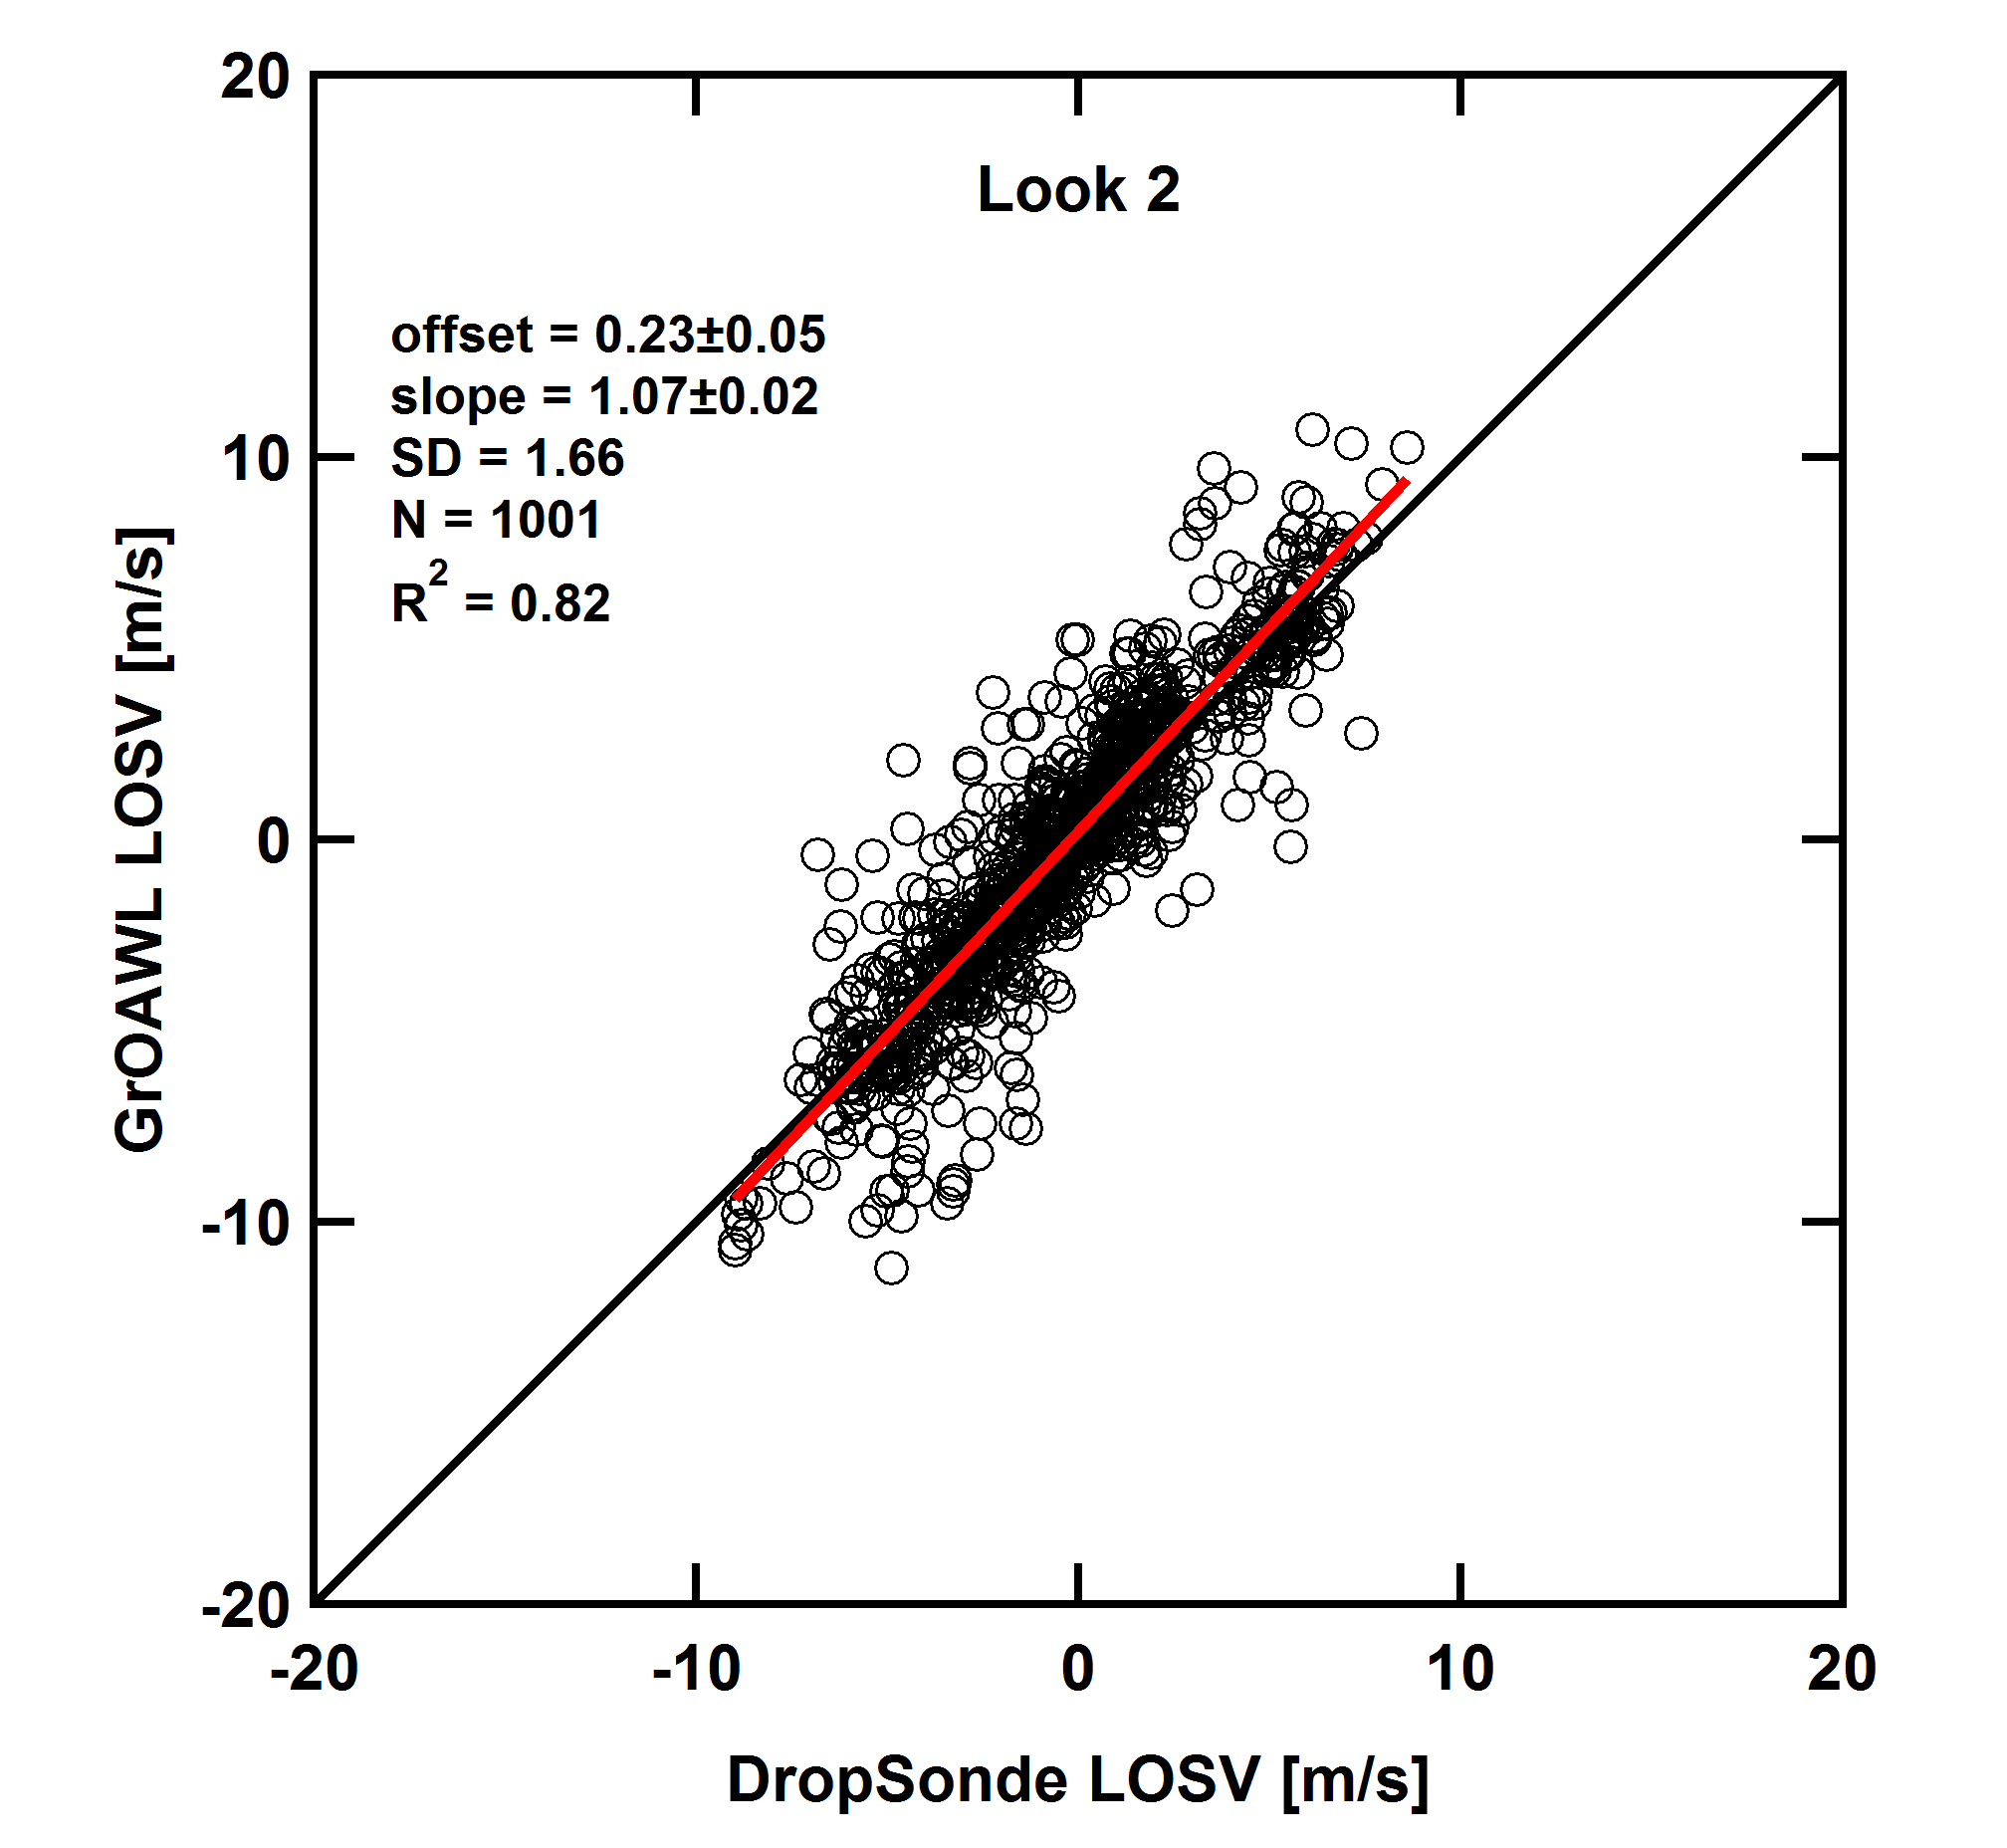 Look 2
offset = 0.23±0.05
slope = 1.07±0.02
SD = 1.66
N = 1001
R² = 0.82
GrOAWL LOSV [m/s]
20
10
0
-10
-20
-20 -10 0 10 20
DropSonde LOSV [m/s]